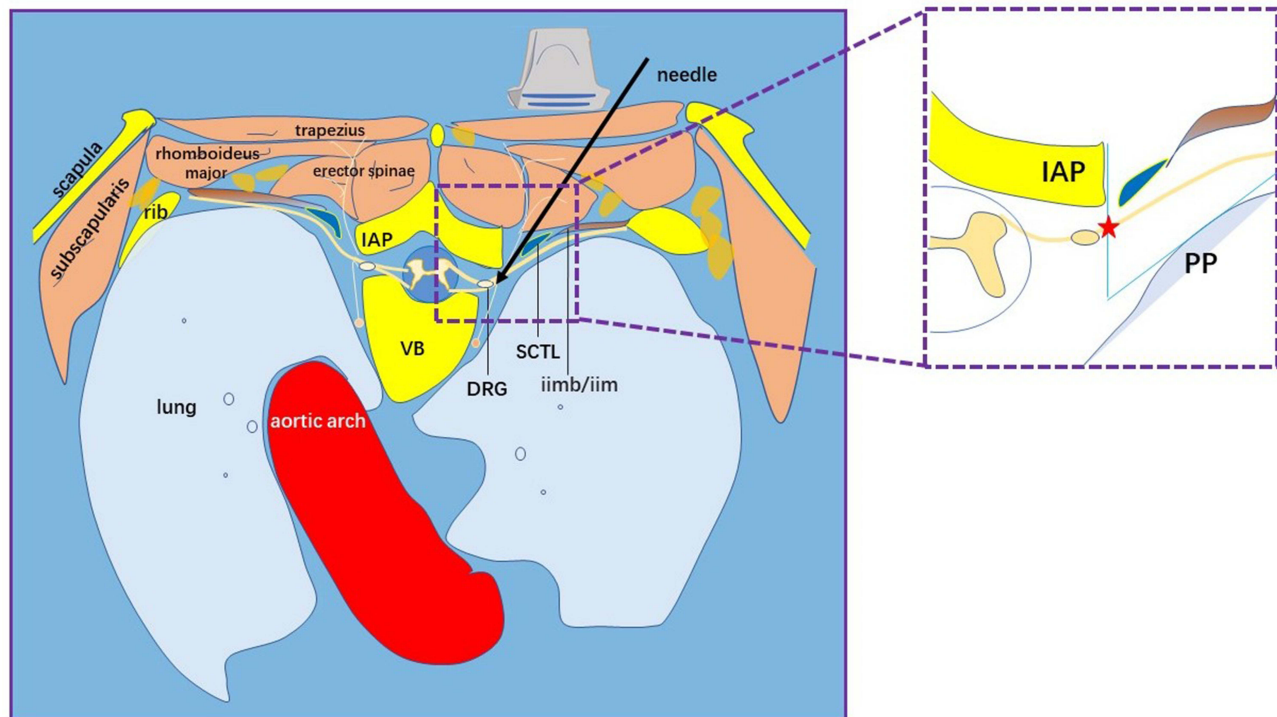 needle
trapezius
rhomboideus
major
erector spinae
scapula
subscapularis
rib
IAP
VB
SCTL
DRG
iimb/iim
lung
aortic arch
IAP
PP